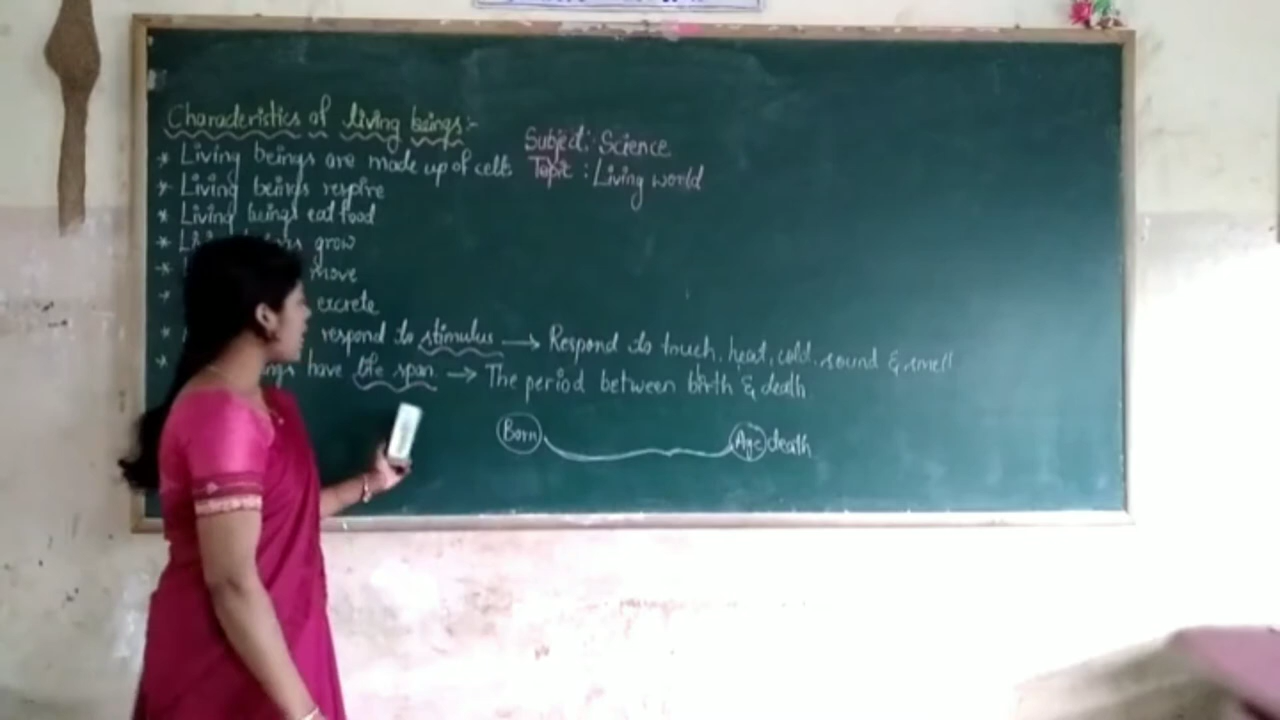 Characteristics of living beings:-
Subject: Science
Topic : Living world
* Living beings are made up of cells
* Living beings respire
* Living beings eat food
* grow
* move
* excrete
* respond to stimulus → Respond to touch, heat, cold, sound & smell
* have life span → The period between birth & death
Born Age death